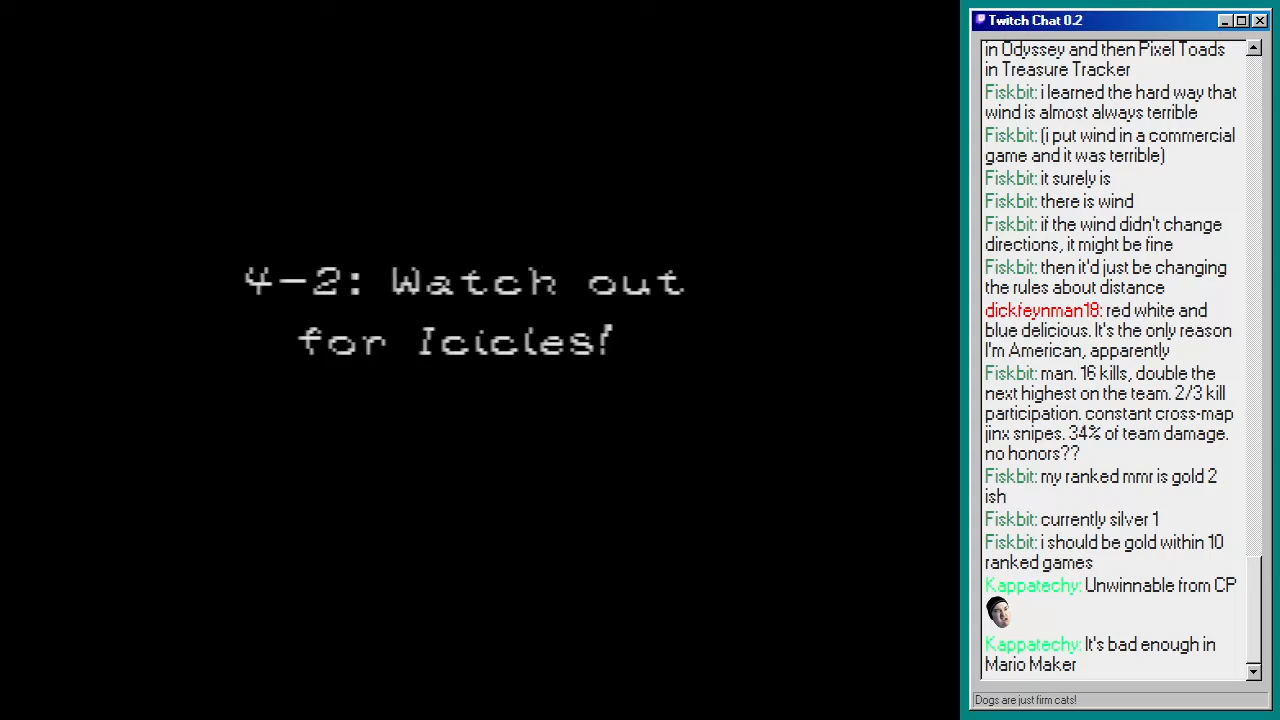 4-2: Watch out
for Icicles!
Twitch Chat 0.2
in Odyssey and then Pixel Toads
in Treasure Tracker
Fiskbit: i learned the hard way that
wind is almost always terrible
Fiskbit: (i put wind in a commercial
game and it was terrible)
Fiskbit: it surely is
Fiskbit: there is wind
Fiskbit: if the wind didn't change
directions, it might be fine
Fiskbit: then it'd just be changing
the rules about distance
dickfeynman18: red white and
blue delicious. It's the only reason
I'm American, apparently
Fiskbit: man. 16 kills, double the
next highest on the team. 2/3 kill
participation. constant cross-map
jinx snipes. 34% of team damage.
no honors??
Fiskbit: my ranked mmr is gold 2
ish
Fiskbit: currently silver 1
Fiskbit: i should be gold within 10
ranked games
Kappatechy: Unwinnable from CP
Kappatechy: It's bad enough in
Mario Maker
Dogs are just firm cats!